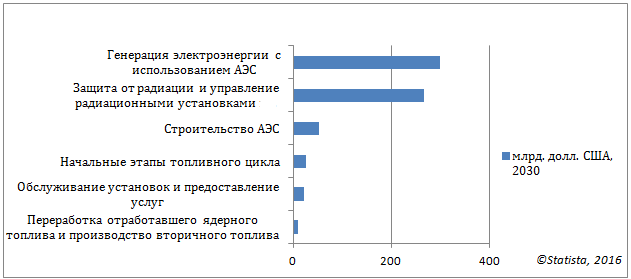 Генерация электроэнергии с
использованием АЭС
Защита от радиации и управление
радиационными установками
Строительство АЭС
Начальные этапы топливного цикла
Обслуживание установок и предоставление
услуг
Переработка отработавшего ядерного
топлива и производство вторичного топлива
0
200
400
млрд. долл. США,
2030
©Statista, 2016